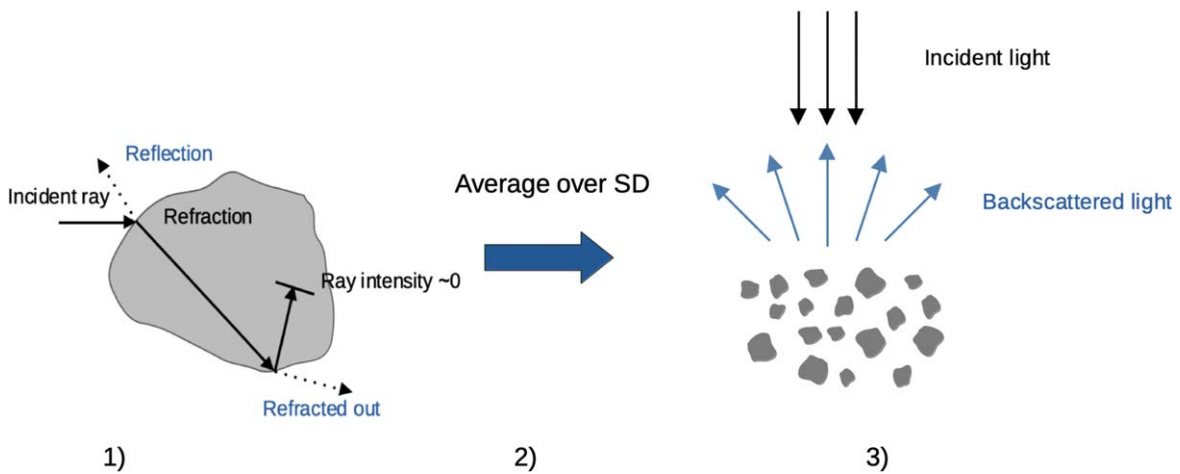 Reflection
Incident ray
Refraction
Ray intensity ~0
Refracted out
1)
Average over SD
2)
Incident light
Backscattered light
3)